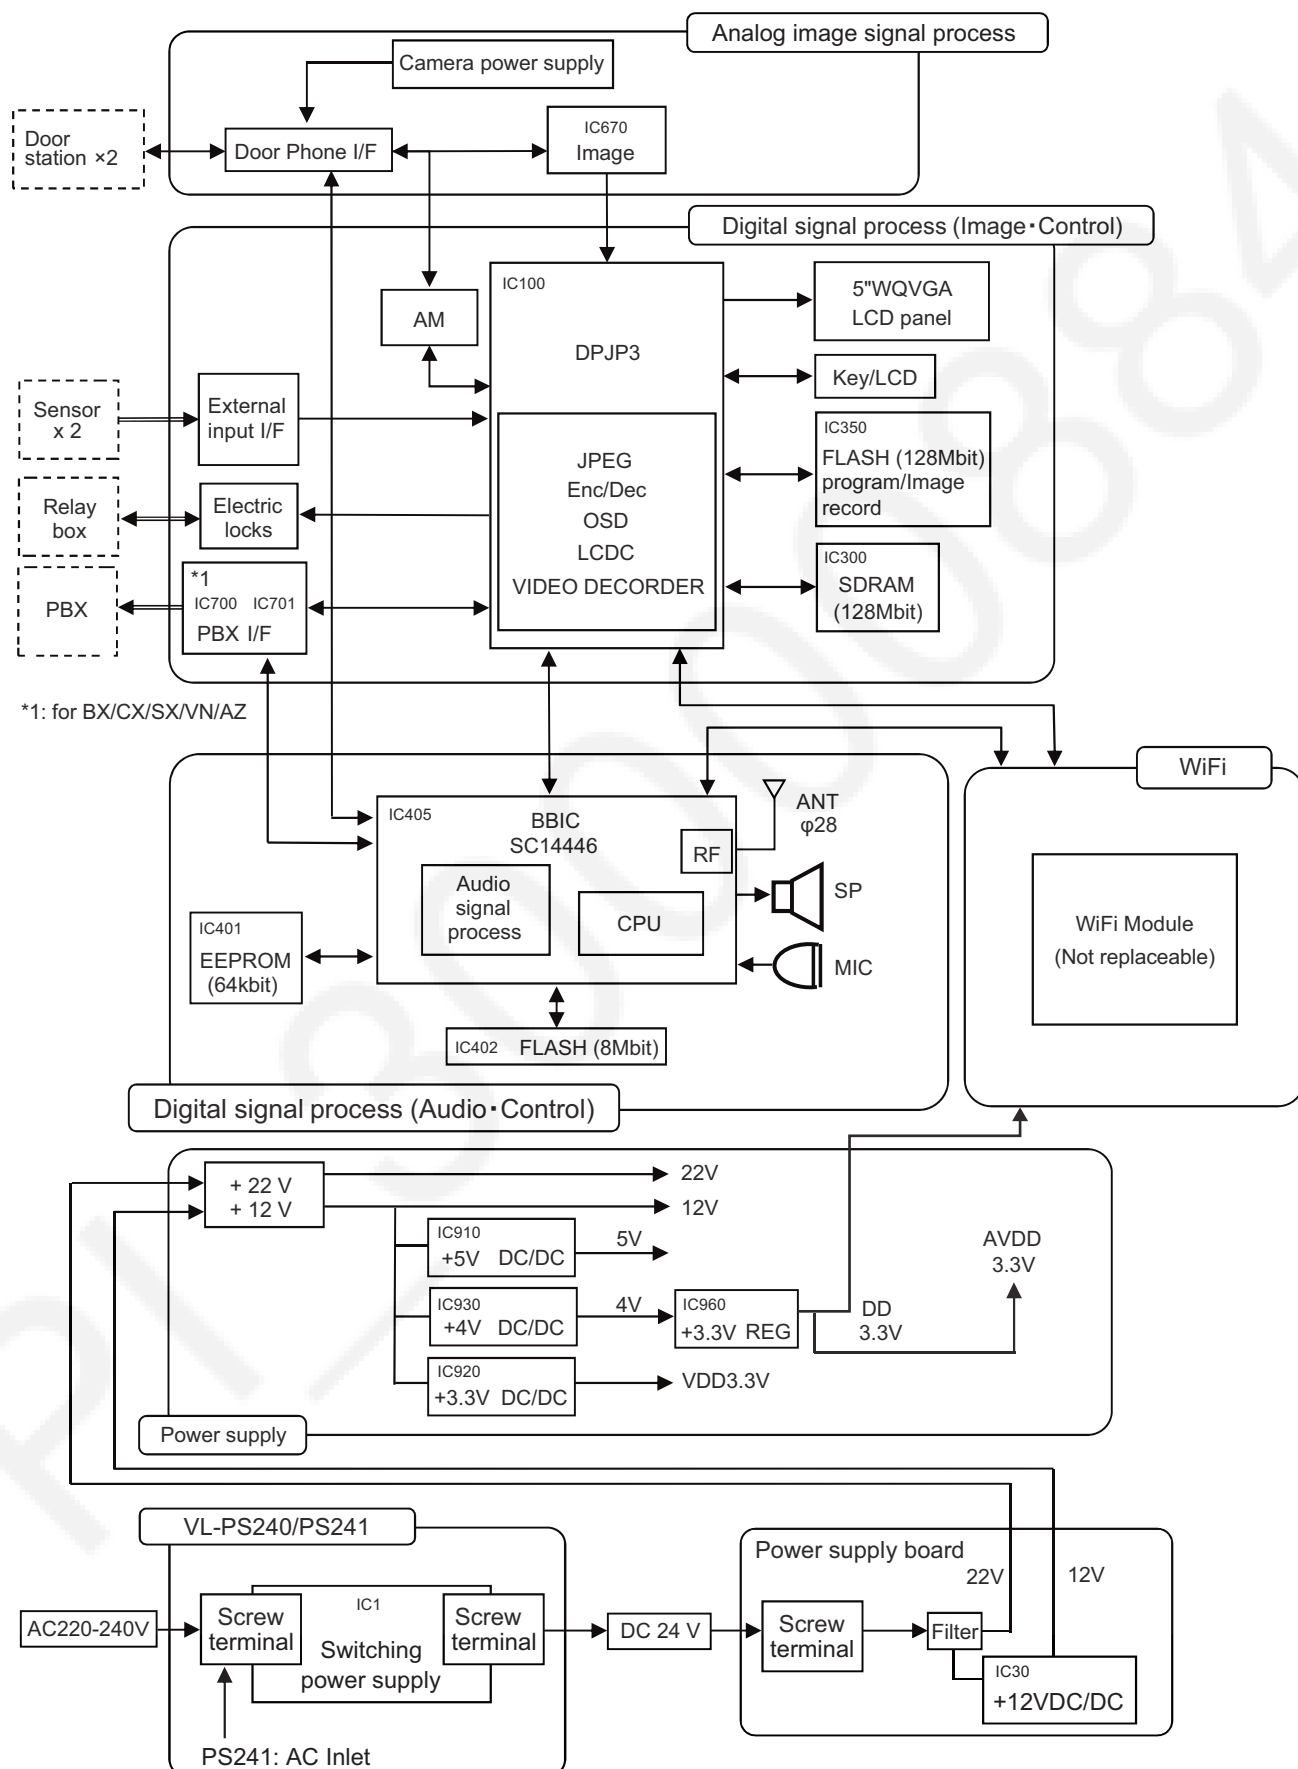 Analog image signal process
Camera power supply
Door
station ×2
Door Phone I/F
IC670
Image
Digital signal process (Image・Control)
IC100
DPJP3
AM
5"WQVGA
LCD panel
Key/LCD
Sensor
x 2
External
input I/F
JPEG
Enc/Dec
OSD
LCDC
VIDEO DECORDER
IC350
FLASH (128Mbit)
program/Image
record
Relay
box
Electric
locks
IC300
SDRAM
(128Mbit)
PBX
*1
IC700 IC701
PBX I/F
*1: for BX/CX/SX/VN/AZ
WiFi
IC405
BBIC
SC14446
RF
ANT
φ28
SP
Audio
signal
process
CPU
MIC
IC401
EEPROM
(64kbit)
IC402 FLASH (8Mbit)
WiFi Module
(Not replaceable)
Digital signal process (Audio・Control)
+ 22 V
+ 12 V
22V
12V
IC910
+5V DC/DC
5V
IC930
+4V DC/DC
4V
IC960
+3.3V REG
DD
3.3V
AVDD
3.3V
IC920
+3.3V DC/DC
VDD3.3V
Power supply
VL-PS240/PS241
AC220-240V
Screw
terminal
IC1
Switching
power supply
Screw
terminal
PS241: AC Inlet
DC 24 V
Power supply board
22V
12V
Screw
terminal
Filter
IC30
+12VDC/DC
PI_30000884